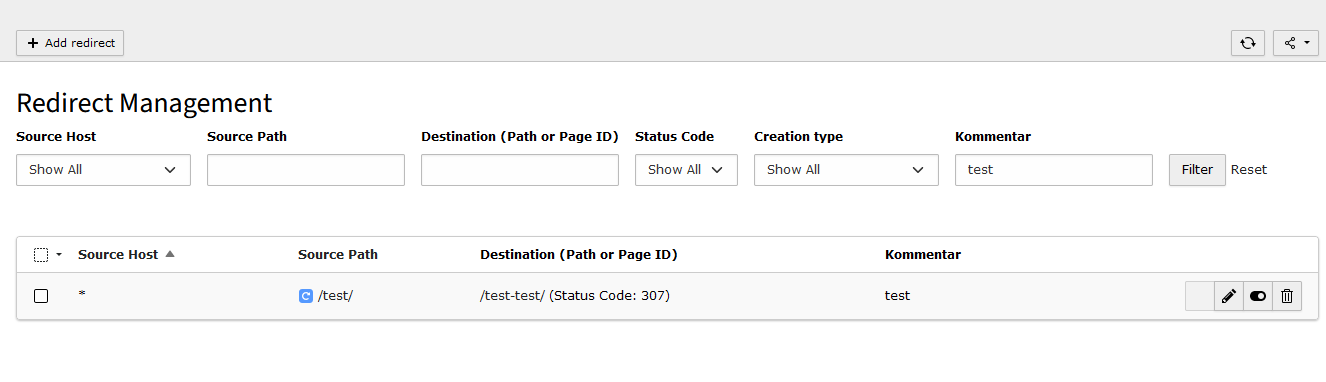 Add redirect
Redirect Management
Source Host Source Path Destination (Path or Page ID) Status Code Creation type Kommentar
Show All Show All Show All test Filter Reset
Source Host Source Path Destination (Path or Page ID) Kommentar
* /test/ /test-test/ (Status Code: 307) test